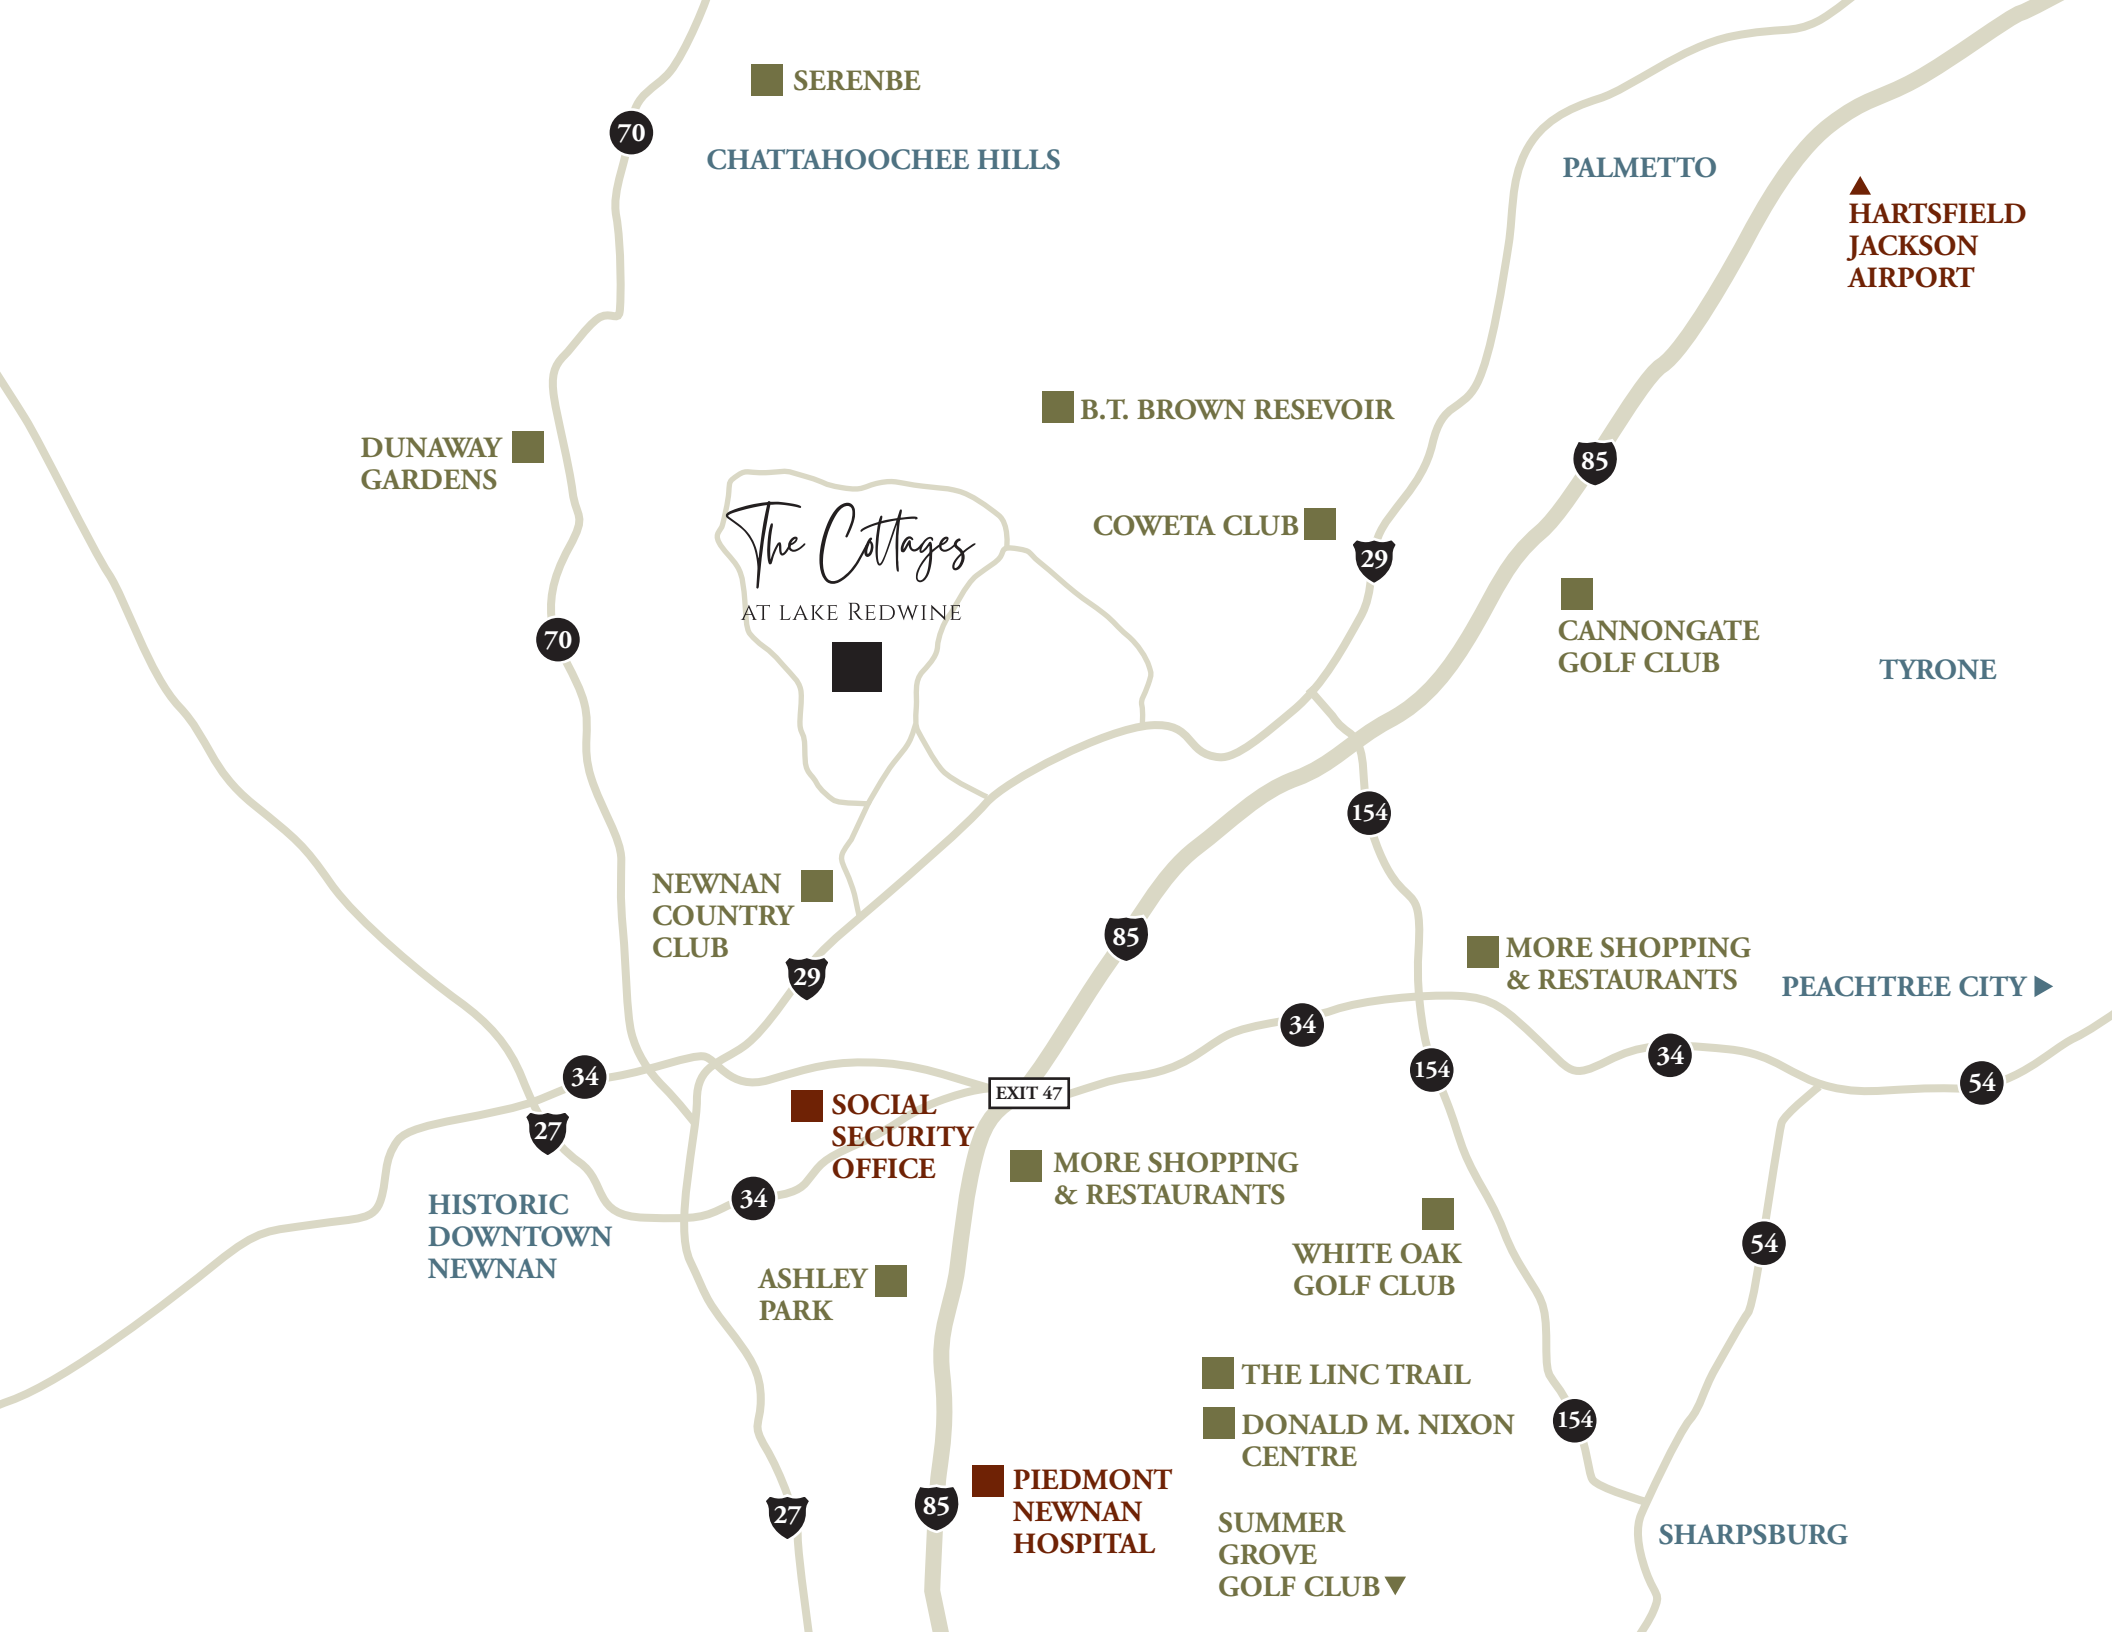 SERENBE
70
CHATTAHOOCHEE HILLS
PALMETTO
HARTSFIELD
JACKSON
AIRPORT
B.T. BROWN RESEVOIR
DUNAWAY
GARDENS
85
COWETA CLUB
29
The Cottages
AT LAKE REDWINE
CANNONGATE
GOLF CLUB
TYRONE
70
154
NEWNAN
COUNTRY
CLUB
29
85
MORE SHOPPING
& RESTAURANTS
PEACHTREE CITY
34
34
154
34
54
EXIT 47
SOCIAL
SECURITY
OFFICE
27
MORE SHOPPING
& RESTAURANTS
34
HISTORIC
DOWNTOWN
NEWNAN
54
WHITE OAK
GOLF CLUB
ASHLEY
PARK
THE LINC TRAIL
DONALD M. NIXON
CENTRE
154
PIEDMONT
NEWNAN
HOSPITAL
85
27
SUMMER
GROVE
GOLF CLUB
SHARPSBURG